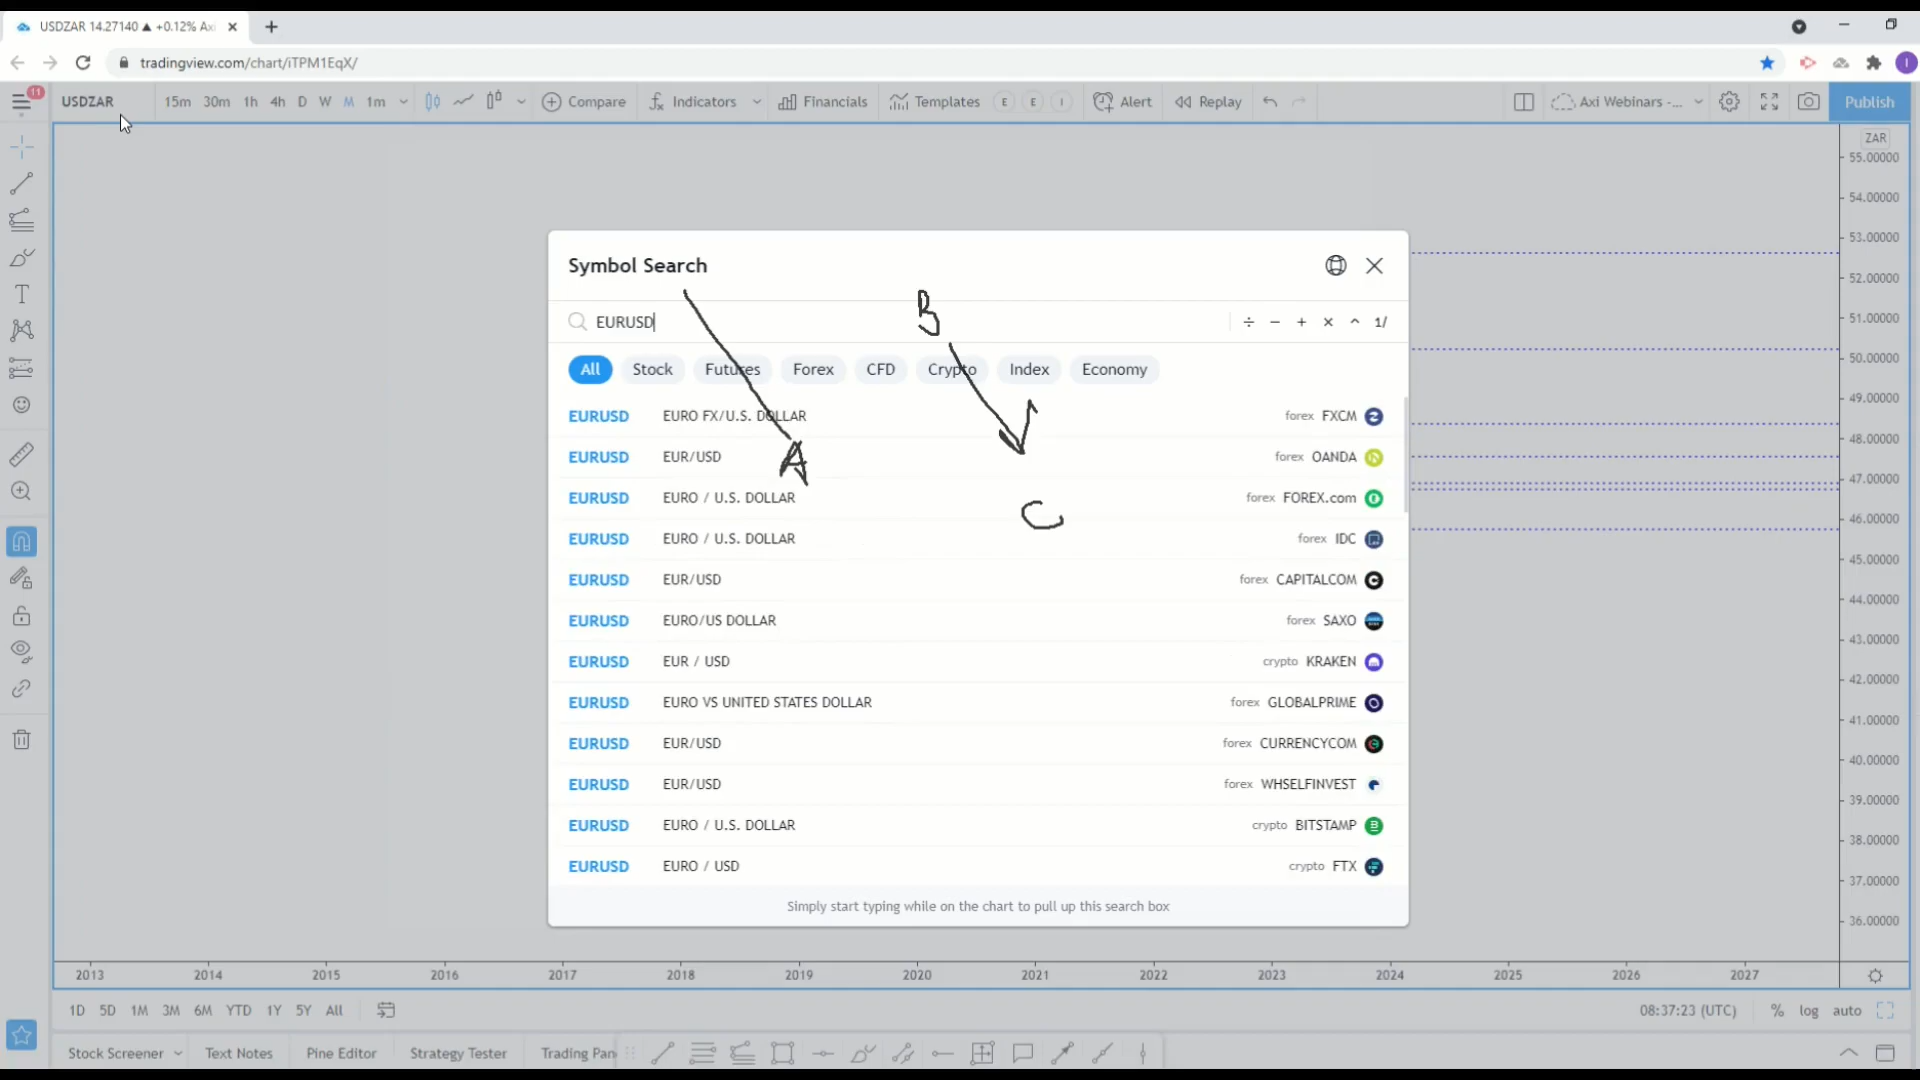 USDZAR 14.27140 ▲ +0.12% Axi
tradingview.com/chart/iTPM1EqX/
11
USDZAR 15m 30m 1h 4h D W M 1m Compare Indicators Financials Templates E E I Alert Replay Axi Webinars -... Publish
ZAR
55.00000
54.00000
53.00000
52.00000
51.00000
50.00000
49.00000
48.00000
47.00000
46.00000
45.00000
44.00000
43.00000
42.00000
41.00000
40.00000
39.00000
38.00000
37.00000
36.00000
Symbol Search
EURUSD ÷ − + × ^ 1/
B
All Stock Futures Forex CFD Crypto Index Economy
EURUSD EURO FX/U.S. DOLLAR forex FXCM
EURUSD EUR/USD forex OANDA
A
EURUSD EURO / U.S. DOLLAR forex FOREX.com
C
EURUSD EURO / U.S. DOLLAR forex IDC
EURUSD EUR/USD forex CAPITALCOM
EURUSD EURO/US DOLLAR forex SAXO
EURUSD EUR / USD crypto KRAKEN
EURUSD EURO VS UNITED STATES DOLLAR forex GLOBALPRIME
EURUSD EUR/USD forex CURRENCYCOM
EURUSD EUR/USD forex WHSELFINVEST
EURUSD EURO / U.S. DOLLAR crypto BITSTAMP
EURUSD EURO / USD crypto FTX
Simply start typing while on the chart to pull up this search box
2013 2014 2015 2016 2017 2018 2019 2020 2021 2022 2023 2024 2025 2026 2027
1D 5D 1M 3M 6M YTD 1Y 5Y All 08:37:23 (UTC) % log auto
Stock Screener Text Notes Pine Editor Strategy Tester Trading Pan